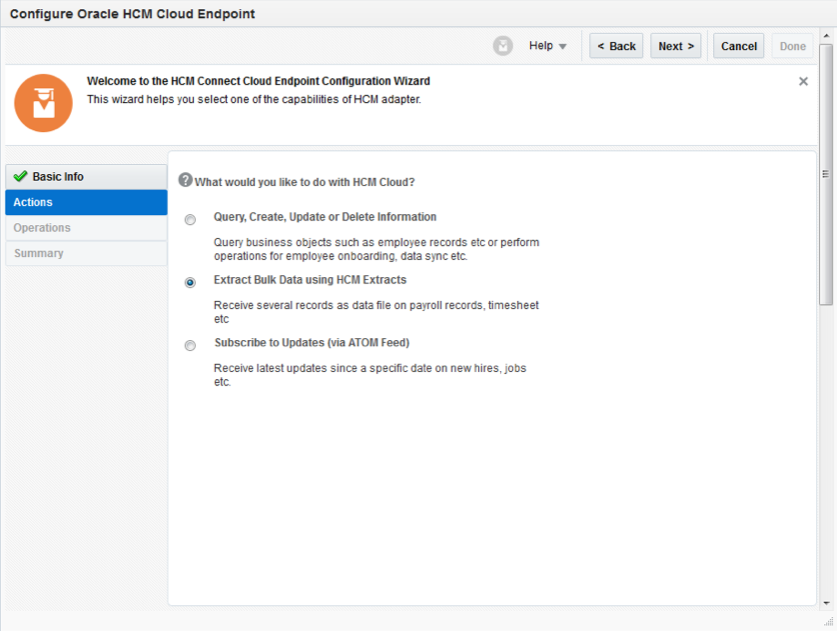 Configure Oracle HCM Cloud Endpoint
Help
< Back
Next >
Cancel
Done
Welcome to the HCM Connect Cloud Endpoint Configuration Wizard
This wizard helps you select one of the capabilities of HCM adapter.
Basic Info
Actions
Operations
Summary
What would you like to do with HCM Cloud?
Query, Create, Update or Delete Information
Query business objects such as employee records etc or perform
operations for employee onboarding, data sync etc.
Extract Bulk Data using HCM Extracts
Receive several records as data file on payroll records, timesheet
etc
Subscribe to Updates (via ATOM Feed)
Receive latest updates since a specific date on new hires, jobs
etc.